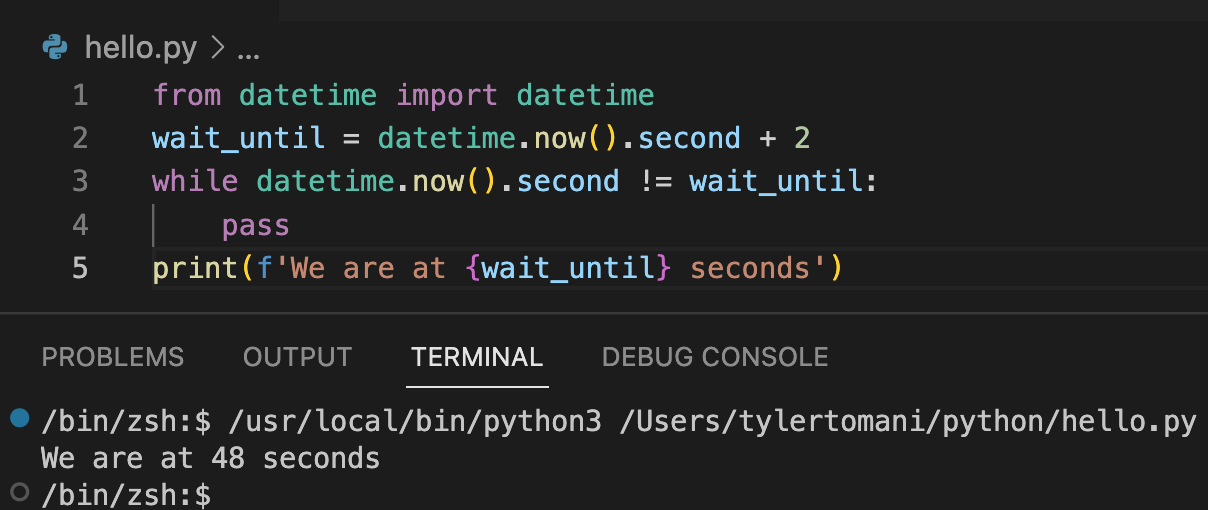 hello.py > ...
1 from datetime import datetime
2 wait_until = datetime.now().second + 2
3 while datetime.now().second != wait_until:
4     pass
5 print(f'We are at {wait_until} seconds')
PROBLEMS OUTPUT TERMINAL DEBUG CONSOLE
/bin/zsh:$ /usr/local/bin/python3 /Users/tylertomani/python/hello.py
We are at 48 seconds
/bin/zsh:$